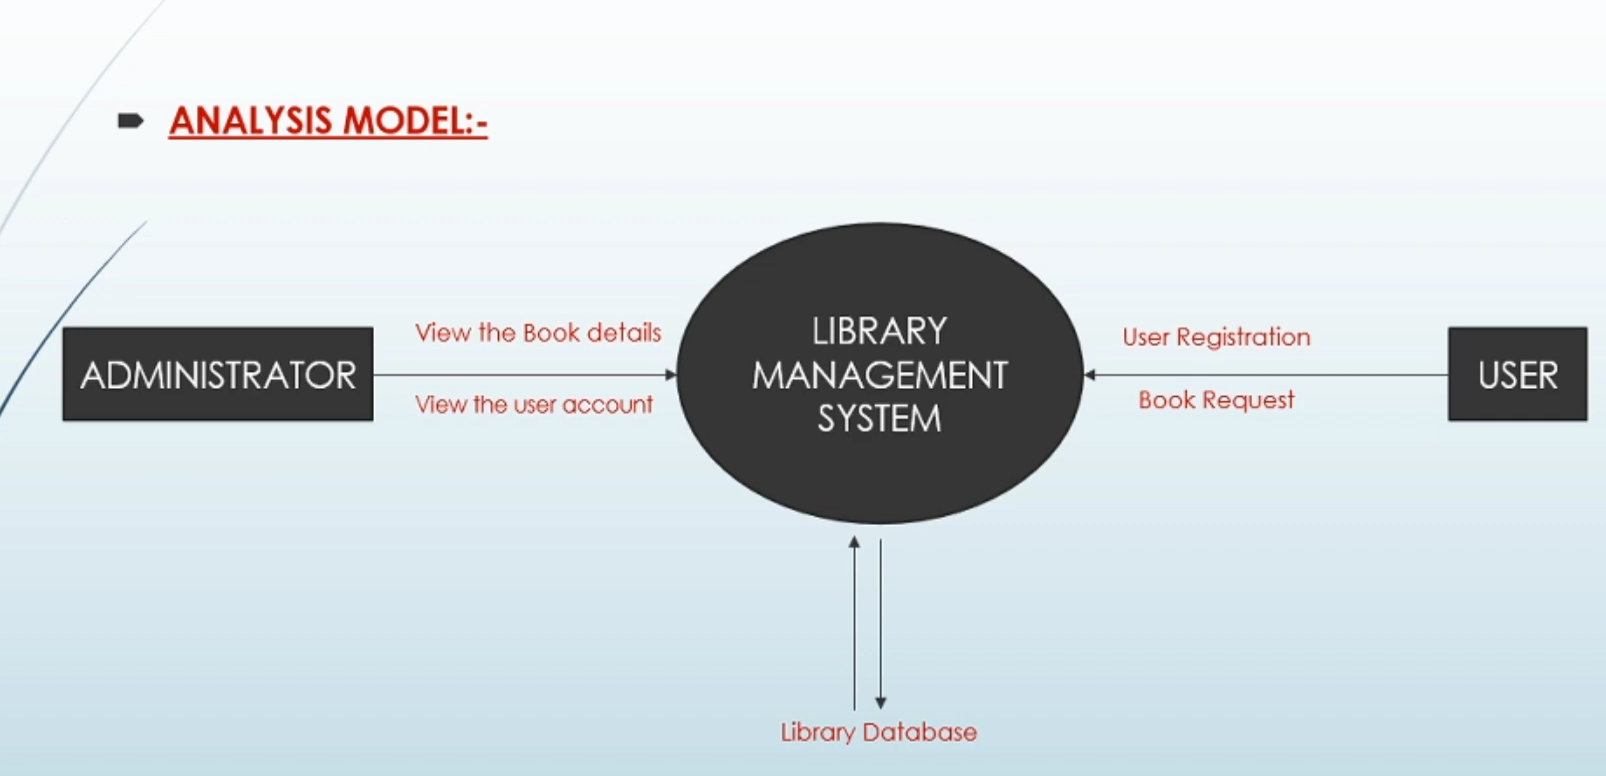 ANALYSIS MODEL:-
ADMINISTRATOR
View the Book details
View the user account
LIBRARY
MANAGEMENT
SYSTEM
User Registration
Book Request
USER
Library Database